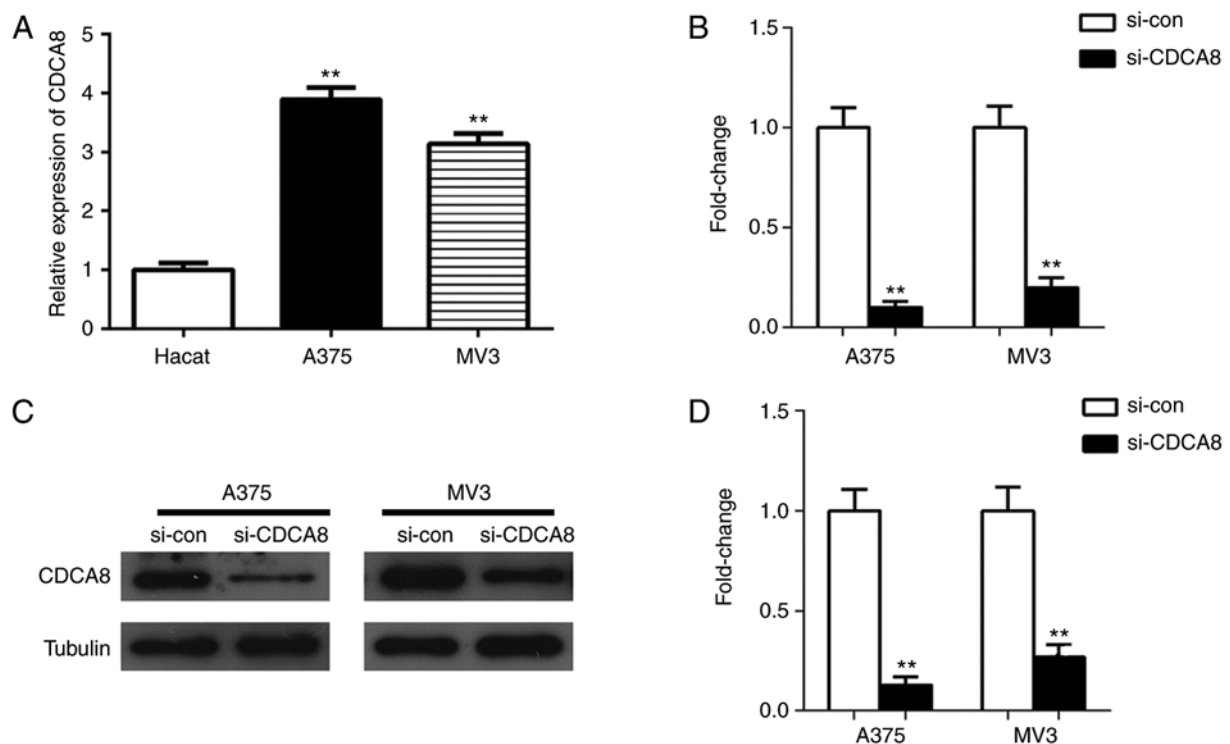 A
Relative expression of CDCA8
5
4
3
2
1
0
**
**
Hacat
A375
MV3
B
si-con
si-CDCA8
Fold-change
1.5
1.0
0.5
0.0
**
**
A375
MV3
C
A375
MV3
si-con si-CDCA8
si-con si-CDCA8
CDCA8
Tubulin
D
si-con
si-CDCA8
Fold-change
1.5
1.0
0.5
0.0
**
**
A375
MV3